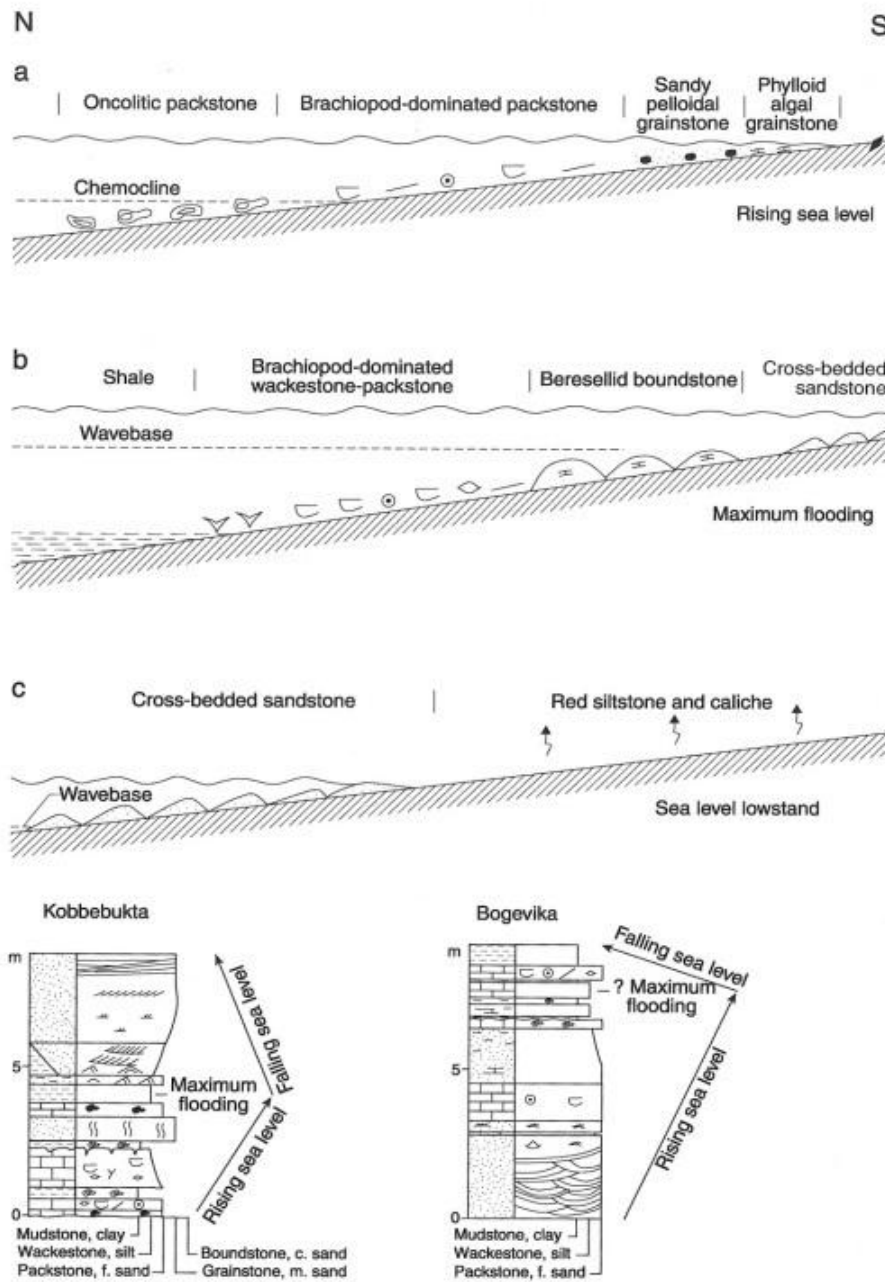 N
S
a
Oncolitic packstone
Brachiopod-dominated packstone
Sandy
pelloidal
grainstone
Phylloid
algal
grainstone
Chemocline
Rising sea level
b
Shale
Brachiopod-dominated
wackestone-packstone
Beresellid boundstone
Cross-bedded
sandstone
Wavebase
Maximum flooding
c
Cross-bedded sandstone
Red siltstone and caliche
Wavebase
Sea level lowstand
Kobbebukta
m
5
0
Falling sea level
Maximum
flooding
Rising sea level
Mudstone, clay
Wackestone, silt
Packstone, f. sand
Boundstone, c. sand
Grainstone, m. sand
Bogevika
m
5
0
Falling sea level
? Maximum
flooding
Rising sea level
Mudstone, clay
Wackestone, silt
Packstone, f. sand